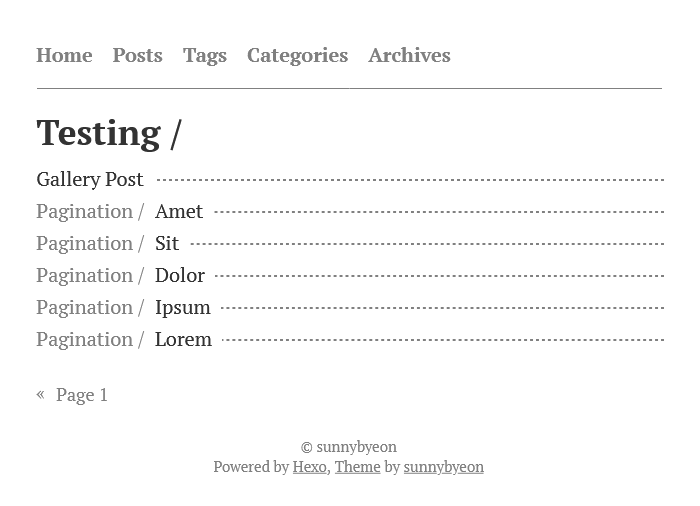 Home Posts Tags Categories Archives
Testing /
Gallery Post
Pagination / Amet
Pagination / Sit
Pagination / Dolor
Pagination / Ipsum
Pagination / Lorem
« Page 1
© sunnybyeon
Powered by Hexo, Theme by sunnybyeon